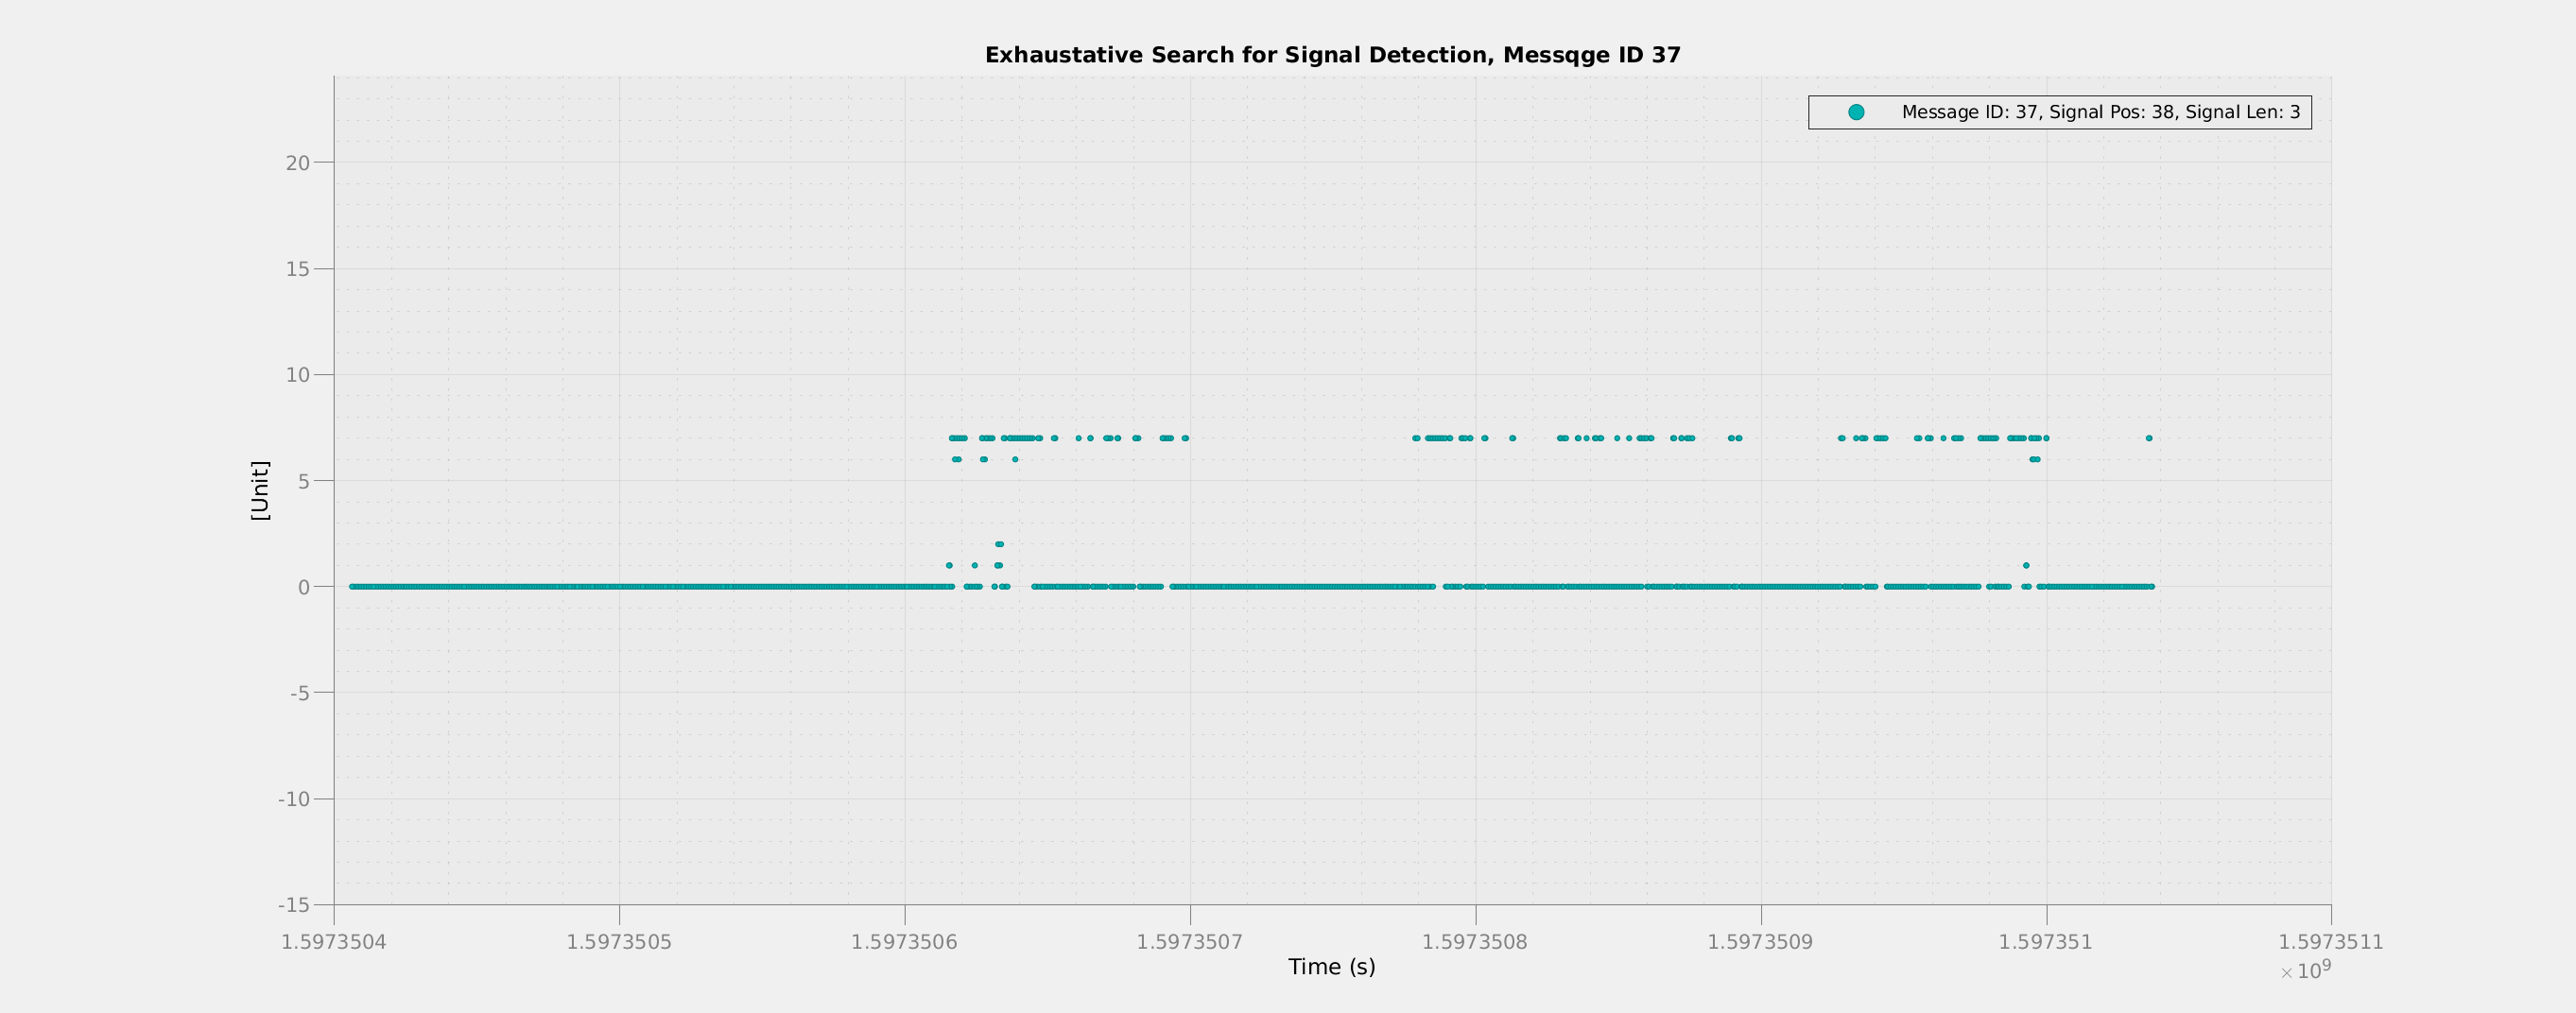 Exhaustative Search for Signal Detection, Messqge ID 37
Message ID: 37, Signal Pos: 38, Signal Len: 3
20
15
10
5
0
-5
-10
-15
[Unit]
1.5973504 1.5973505 1.5973506 1.5973507 1.5973508 1.5973509 1.597351 1.5973511
Time (s)
× 10⁹